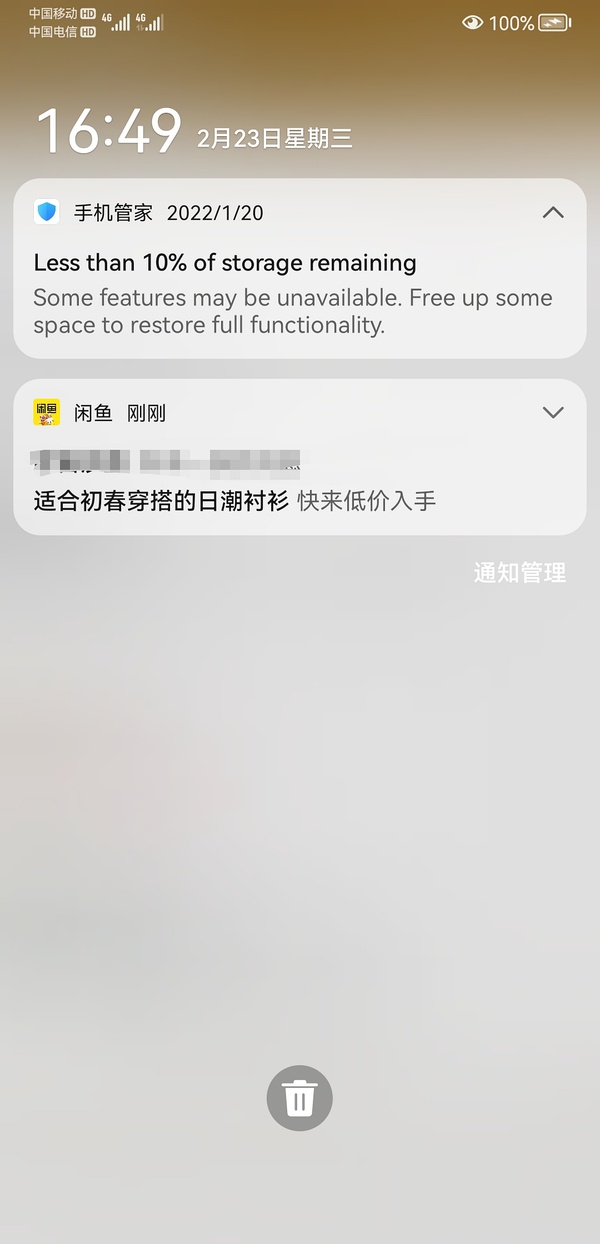 中国移动 HD 4G 4G 100%
中国电信 HD
16:49 2月23日星期三
手机管家 2022/1/20
Less than 10% of storage remaining
Some features may be unavailable. Free up some
space to restore full functionality.
闲鱼 闲鱼 刚刚
适合初春穿搭的日潮衬衫 快来低价入手
通知管理